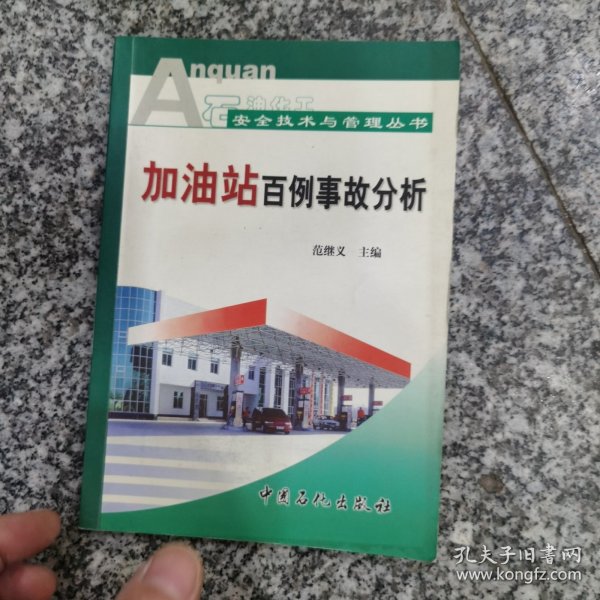 Anquan
石油化工
安全技术与管理丛书
加油站百例事故分析
范继义 主编
中国石化出版社
孔夫子旧书网
www.kongfz.com